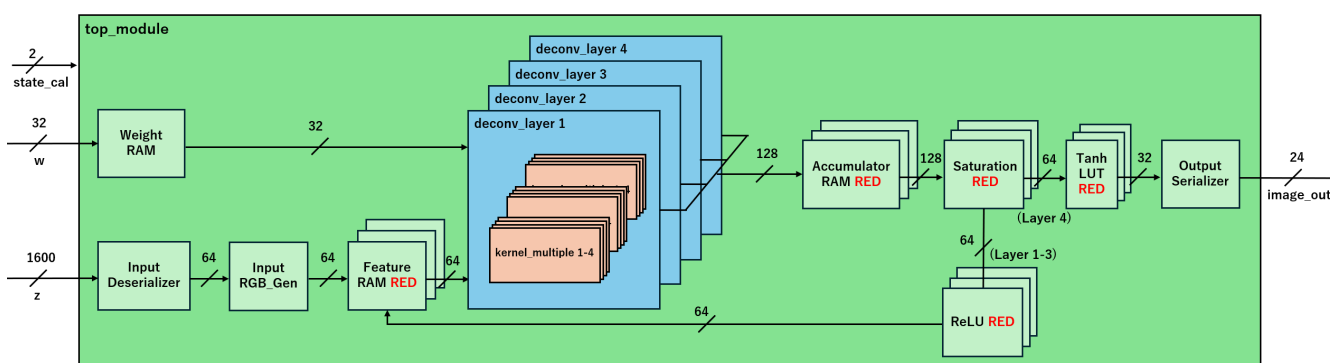 top_module
2
state_cal
32
w
Weight
RAM
32
1600
z
Input
Deserializer
64
Input
RGB_Gen
64
Feature
RAM RED
64
deconv_layer 4
deconv_layer 3
deconv_layer 2
deconv_layer 1
kernel_multiple 1-4
128
Accumulator
RAM RED
128
Saturation
RED
64
(Layer 4)
Tanh
LUT
RED
32
Output
Serializer
24
image_out
64
(Layer 1-3)
ReLU RED
64